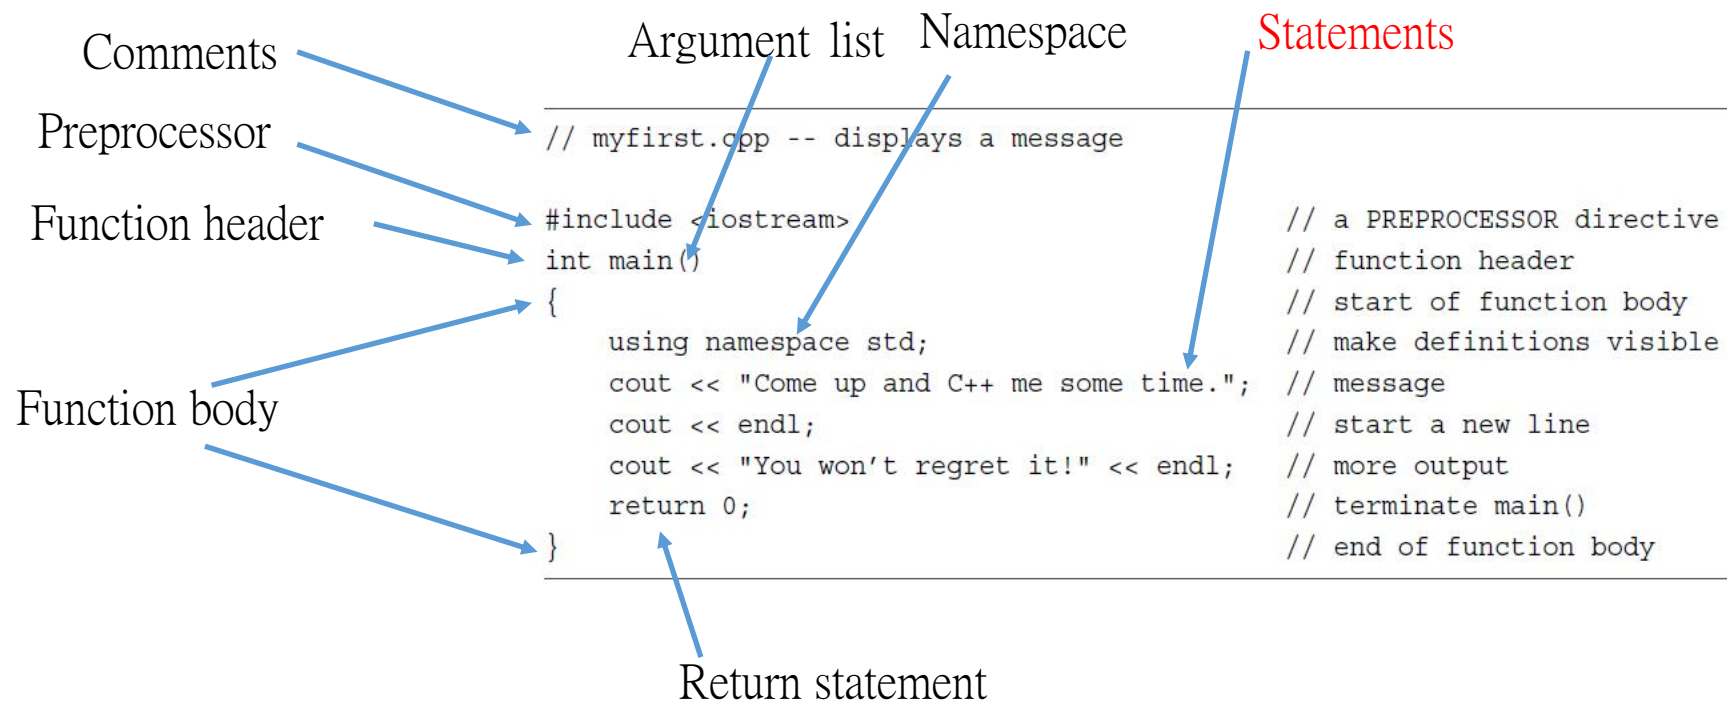 Comments
Argument list
Namespace
Statements
Preprocessor
Function header
Function body
// myfirst.cpp -- displays a message
#include <iostream> // a PREPROCESSOR directive
int main() // function header
{ // start of function body
using namespace std; // make definitions visible
cout << "Come up and C++ me some time."; // message
cout << endl; // start a new line
cout << "You won't regret it!" << endl; // more output
return 0; // terminate main()
} // end of function body
Return statement